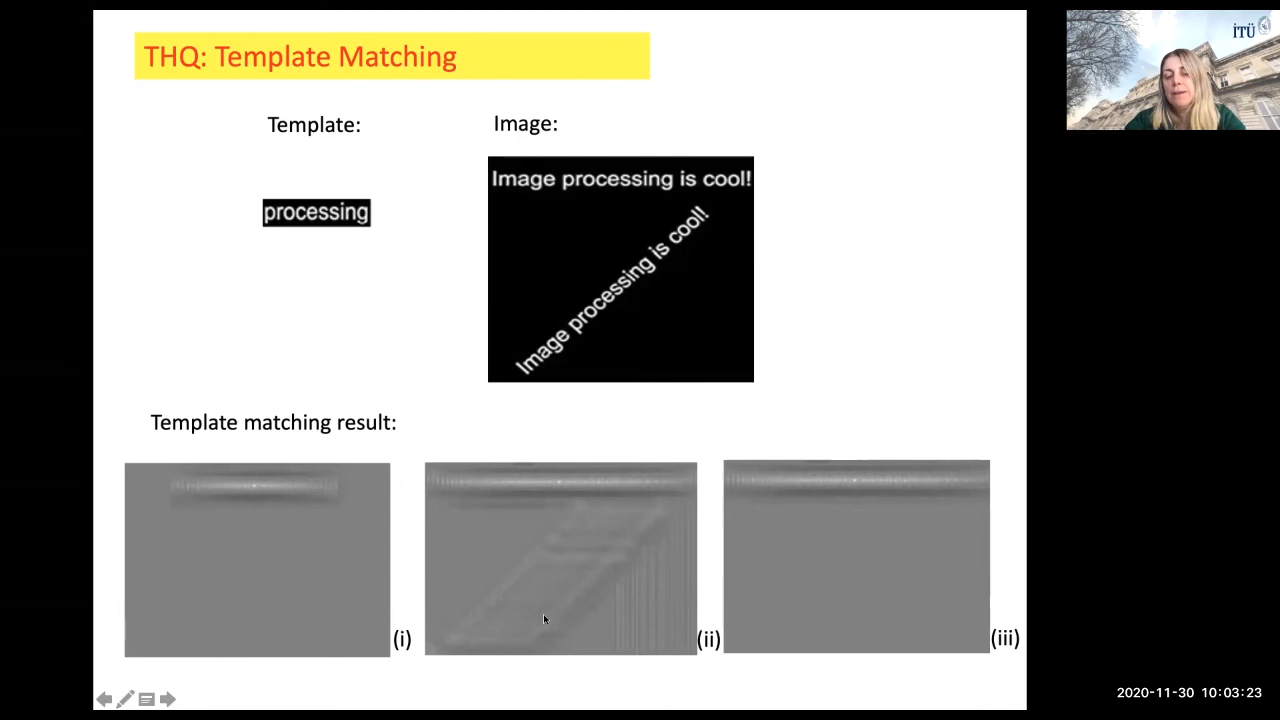 THQ: Template Matching
Template:
Image:
processing
Image processing is cool!
Image processing is cool!
Template matching result:
(i)
(ii)
(iii)
İTÜ
2020-11-30 10:03:23